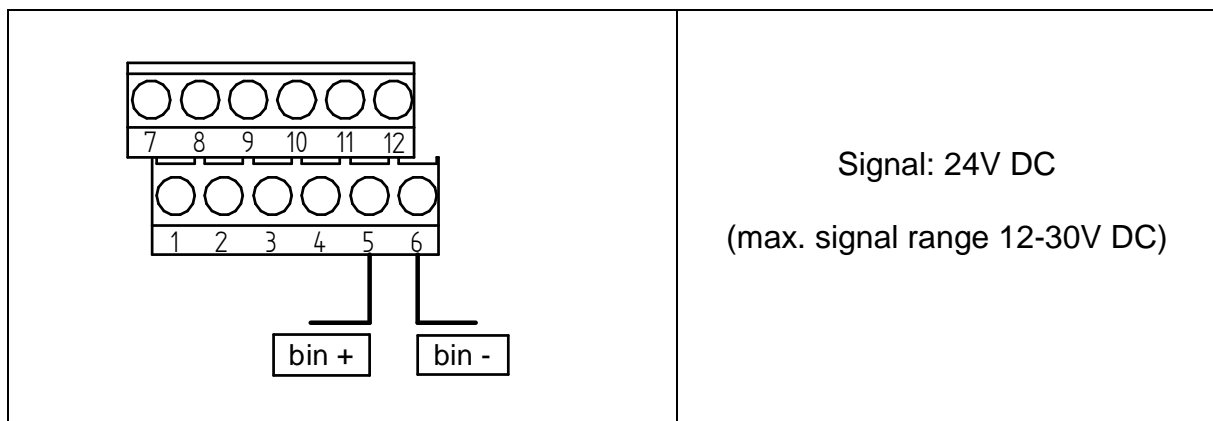 7 8 9 10 11 12
1 2 3 4 5 6
bin + bin -
Signal: 24V DC
(max. signal range 12-30V DC)